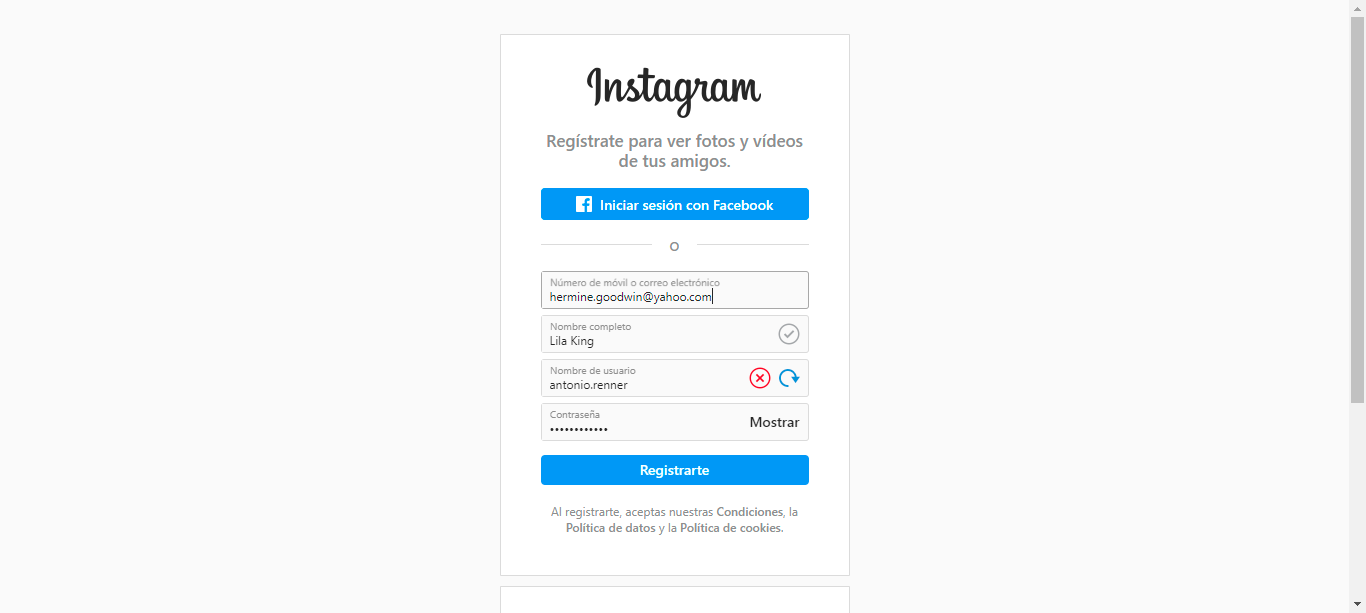 Instagram
Regístrate para ver fotos y vídeos
de tus amigos.
Iniciar sesión con Facebook
O
Número de móvil o correo electrónico
hermine.goodwin@yahoo.com
Nombre completo
Lila King
Nombre de usuario
antonio.renner
Contraseña
••••••••••••
Mostrar
Registrarte
Al registrarte, aceptas nuestras Condiciones, la
Política de datos y la Política de cookies.